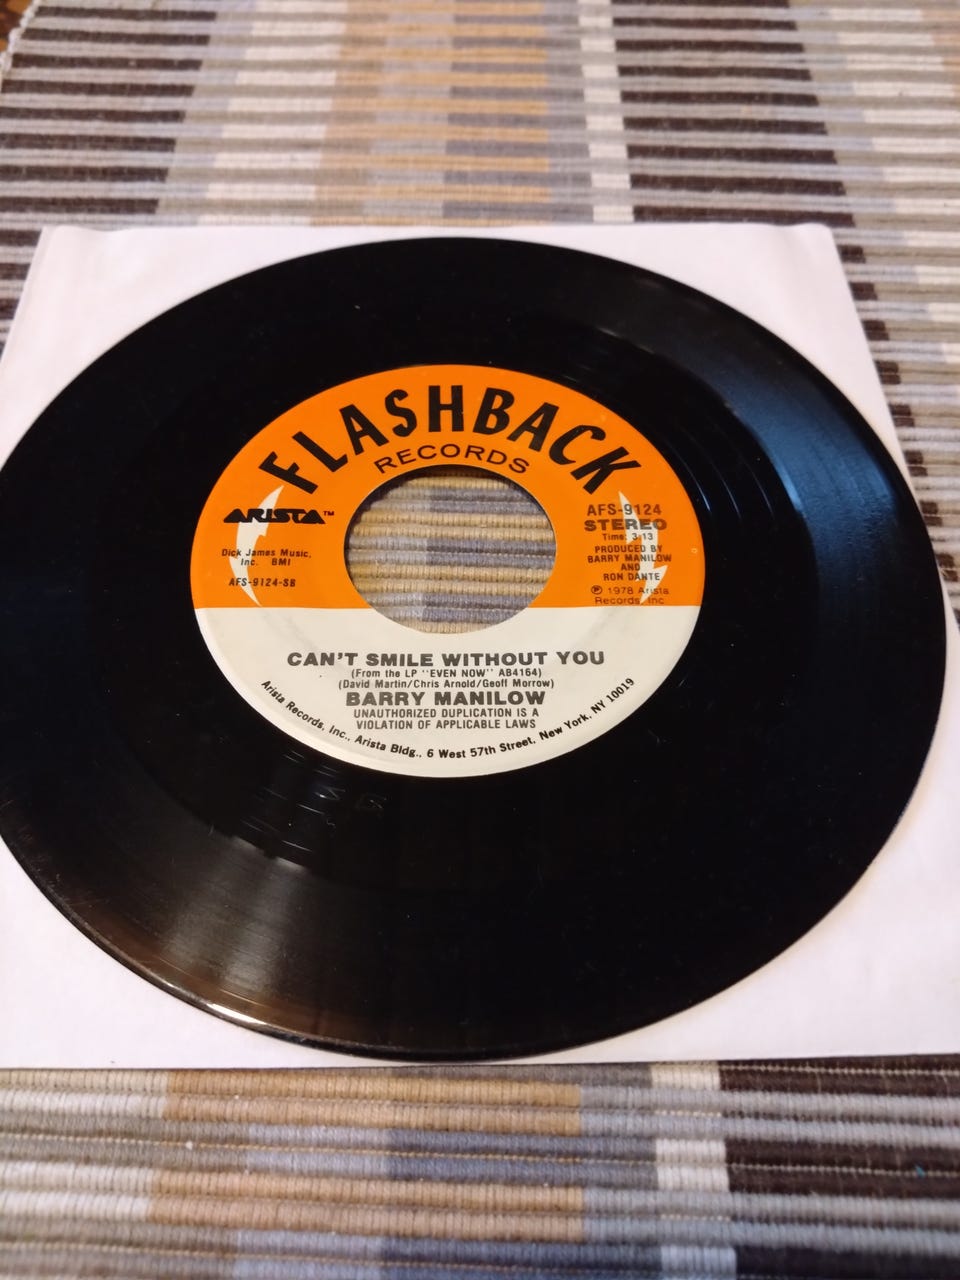 FLASHBACK
RECORDS
ARISTA™
Dick James Music,
Inc. BMI
AFS-9124-SB
AFS-9124
STEREO
Time: 3:13
PRODUCED BY
BARRY MANILOW
AND
RON DANTE
℗ 1978 Arista
Records, Inc.
CAN'T SMILE WITHOUT YOU
(From the LP "EVEN NOW" AB4164)
(David Martin/Chris Arnold/Geoff Morrow)
BARRY MANILOW
UNAUTHORIZED DUPLICATION IS A
VIOLATION OF APPLICABLE LAWS
Arista Records, Inc., Arista Bldg., 6 West 57th Street, New York, NY 10019